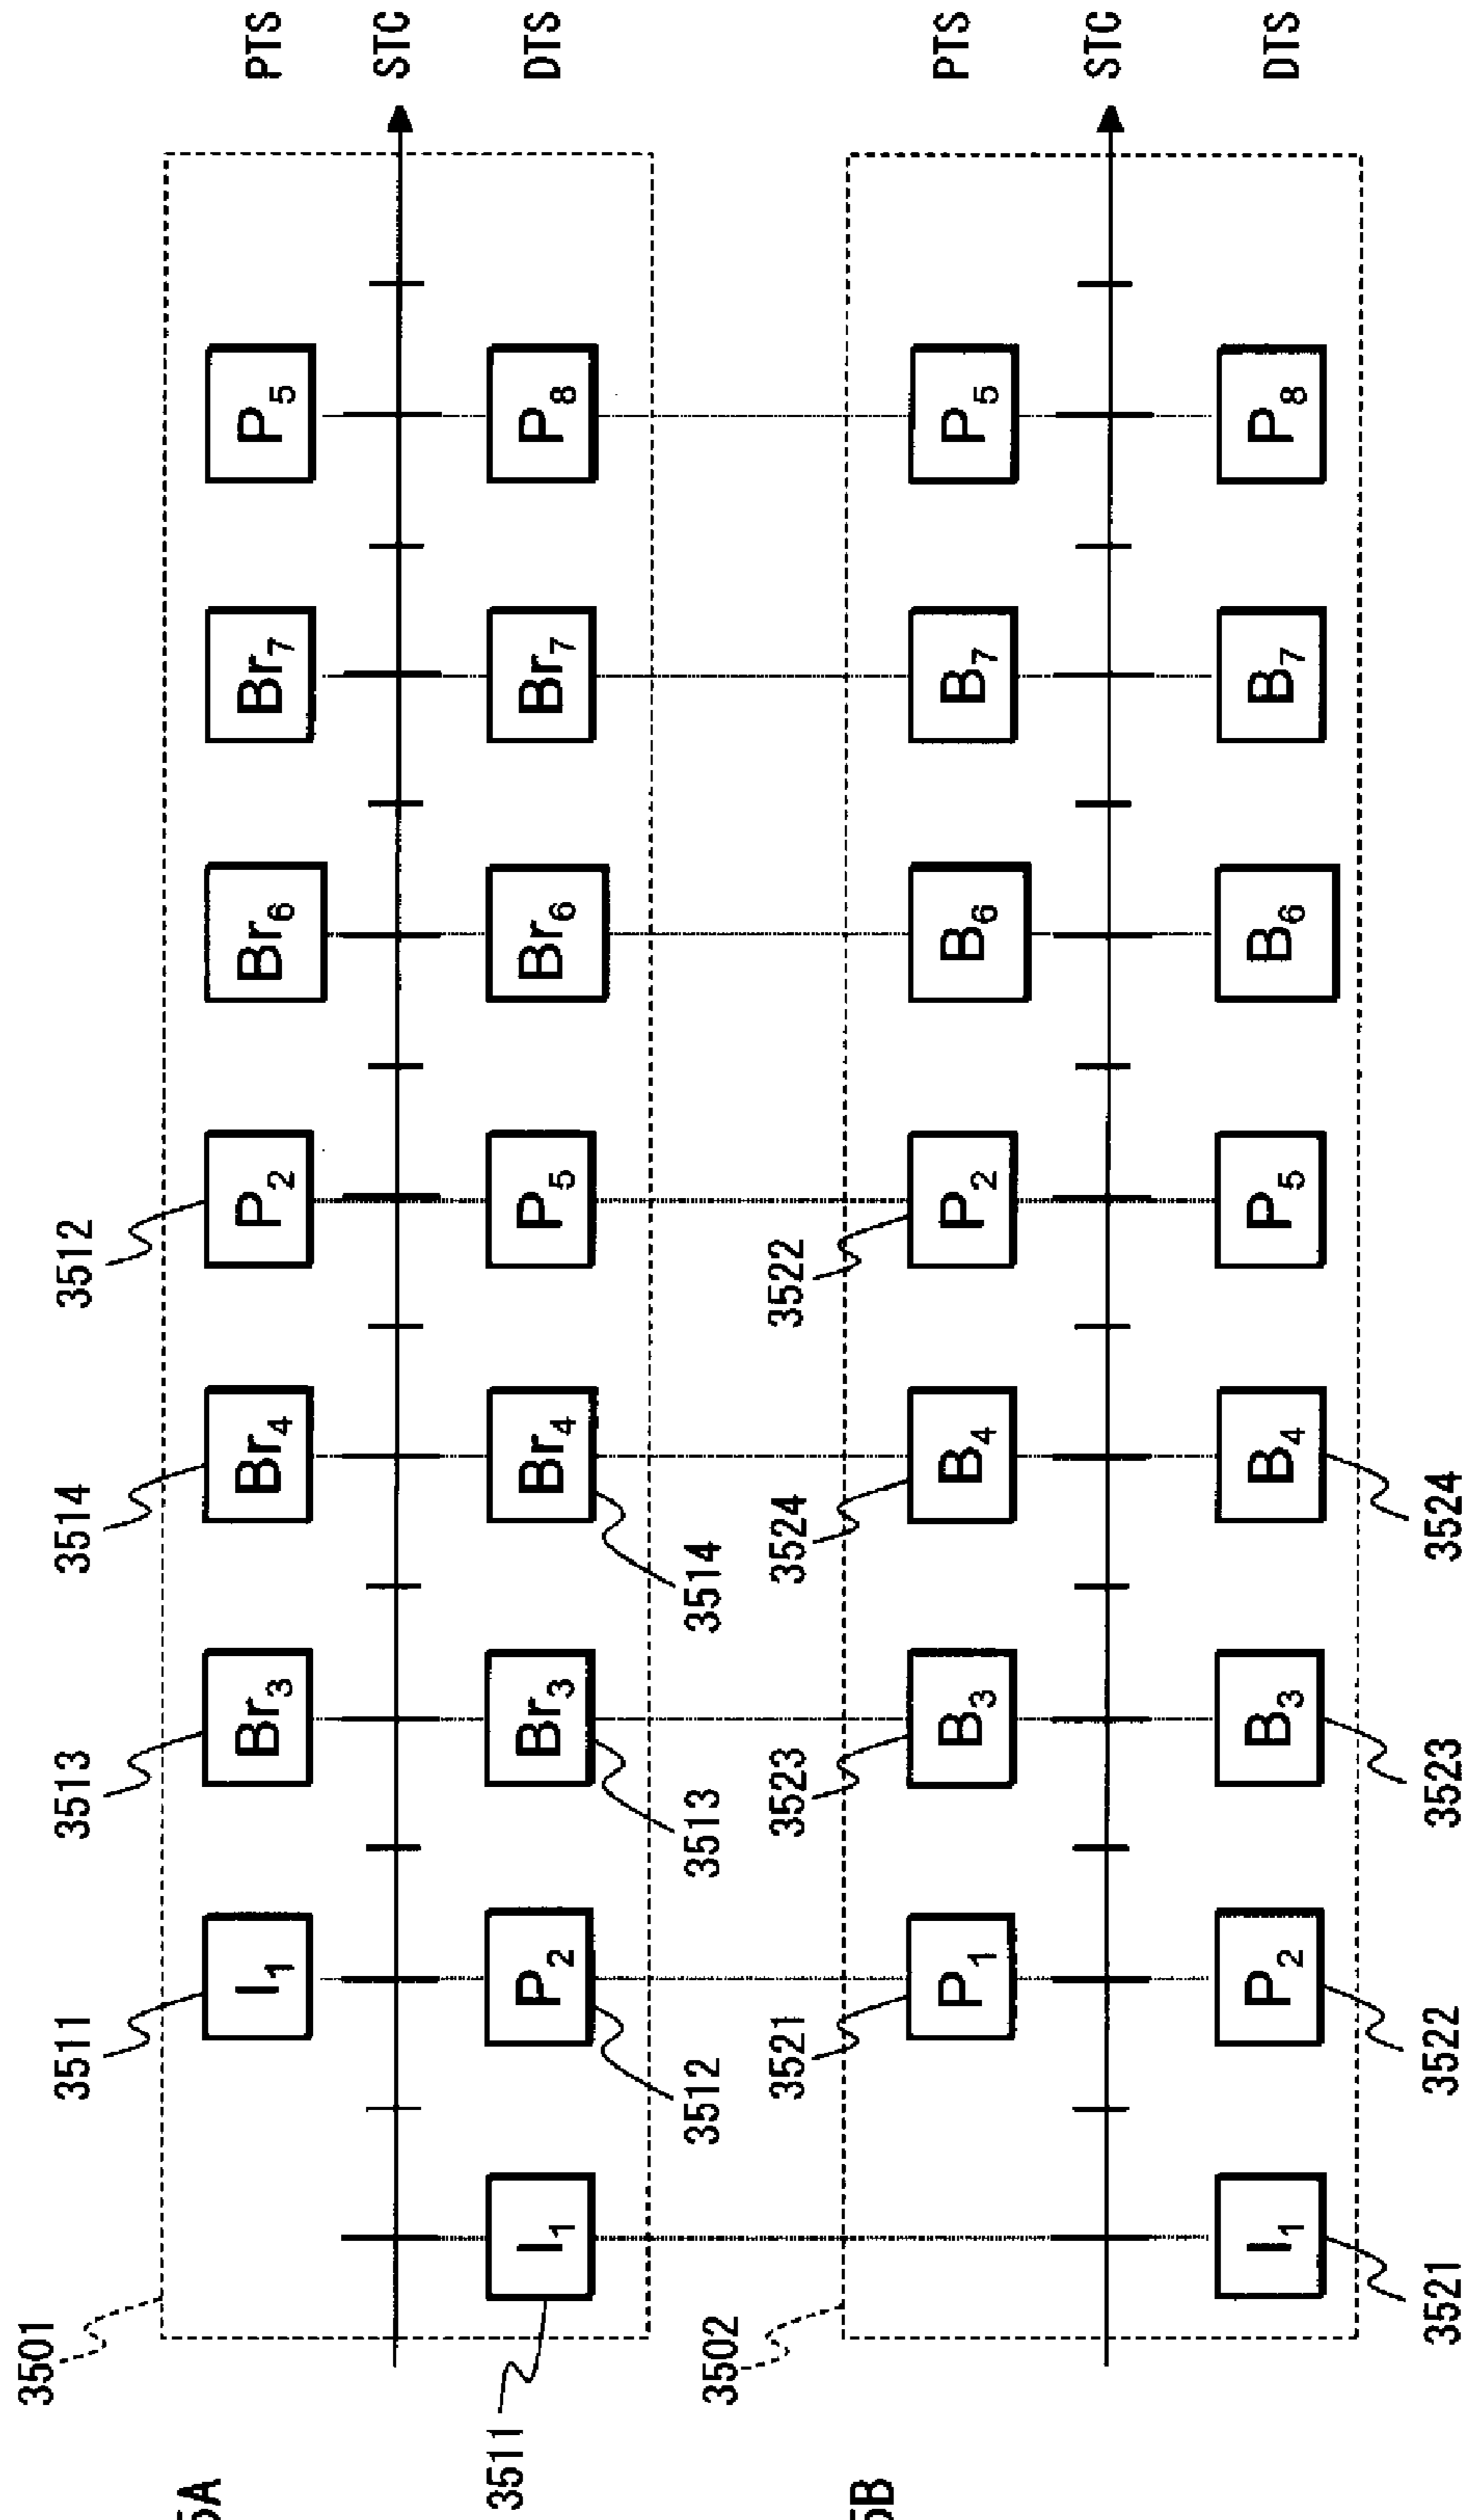 3501
3511 3513 3514 3512
5A I1 Br3 Br4 P2 Br6 Br7 P5 PTS
STC
3511 I1 P2 Br3 Br4 P5 Br6 Br7 P8 DTS
3512 3513 3514
3502
3521 3523 3524 3522
5B P1 B3 B4 P2 B6 B7 P5 PTS
STC
I1 P2 B3 B4 P5 B6 B7 P8 DTS
3521 3522 3523 3524